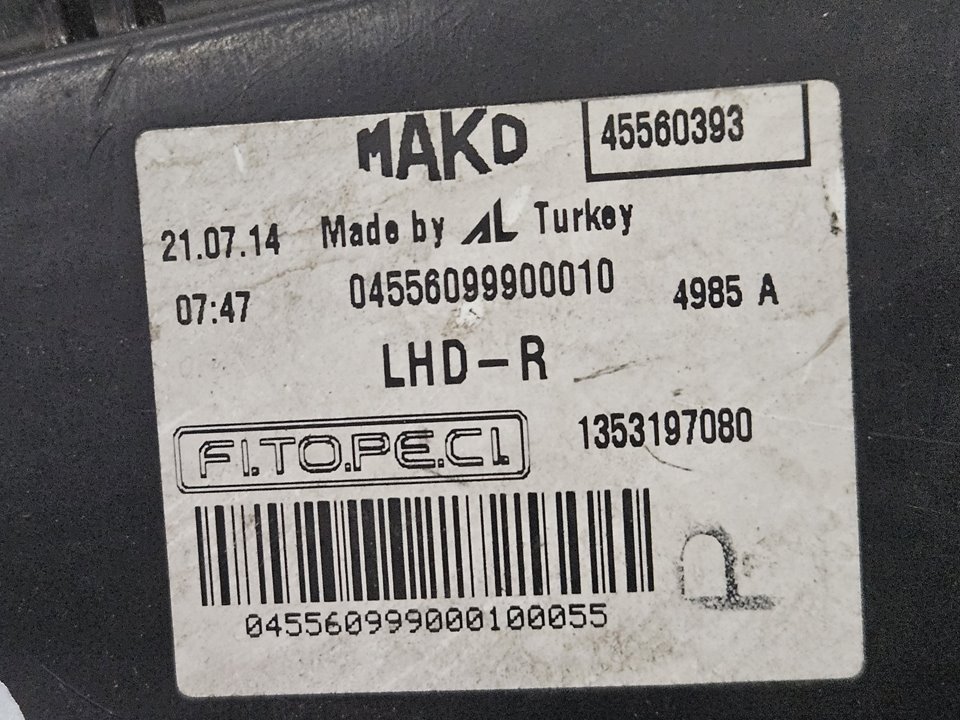 MAKO
45560393
21.07.14 Made by AL Turkey
07:47 04556099900010 4985 A
LHD-R
FI.TO.PE.CI. 1353197080
045560999000100055